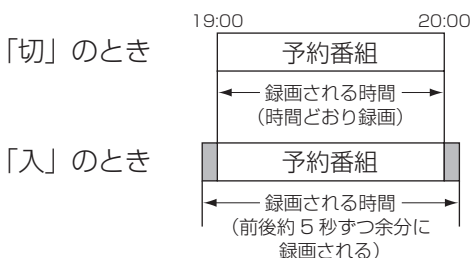 19:00 20:00
「切」のとき 予約番組
録画される時間
（時間どおり録画）
「入」のとき 予約番組
録画される時間
（前後約 5 秒ずつ余分に
録画される）